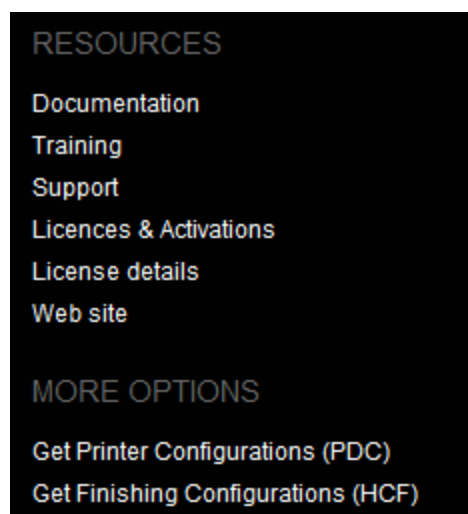 RESOURCES
Documentation
Training
Support
Licences & Activations
License details
Web site
MORE OPTIONS
Get Printer Configurations (PDC)
Get Finishing Configurations (HCF)